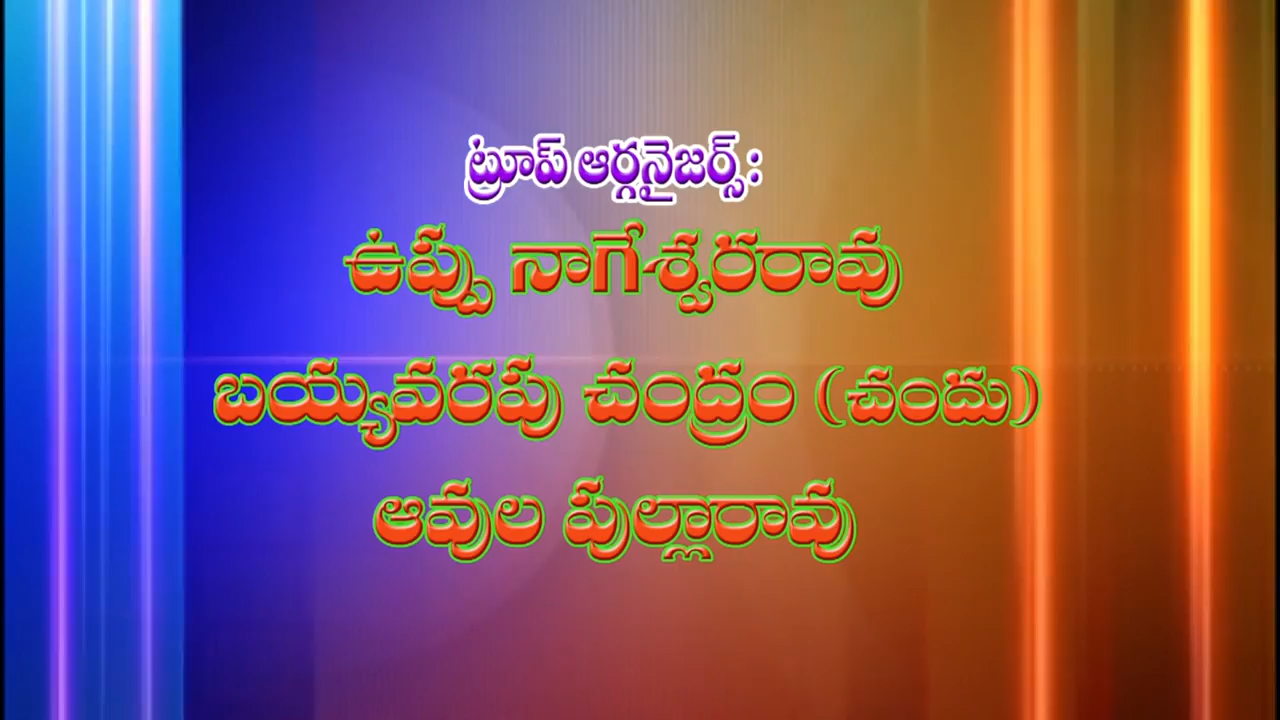 ట్రూప్ ఆర్గనైజర్స్ :
ఉప్పు నాగేశ్వరరావు
బయ్యవరపు చంద్రం (చందు)
ఆవుల పుల్లారావు